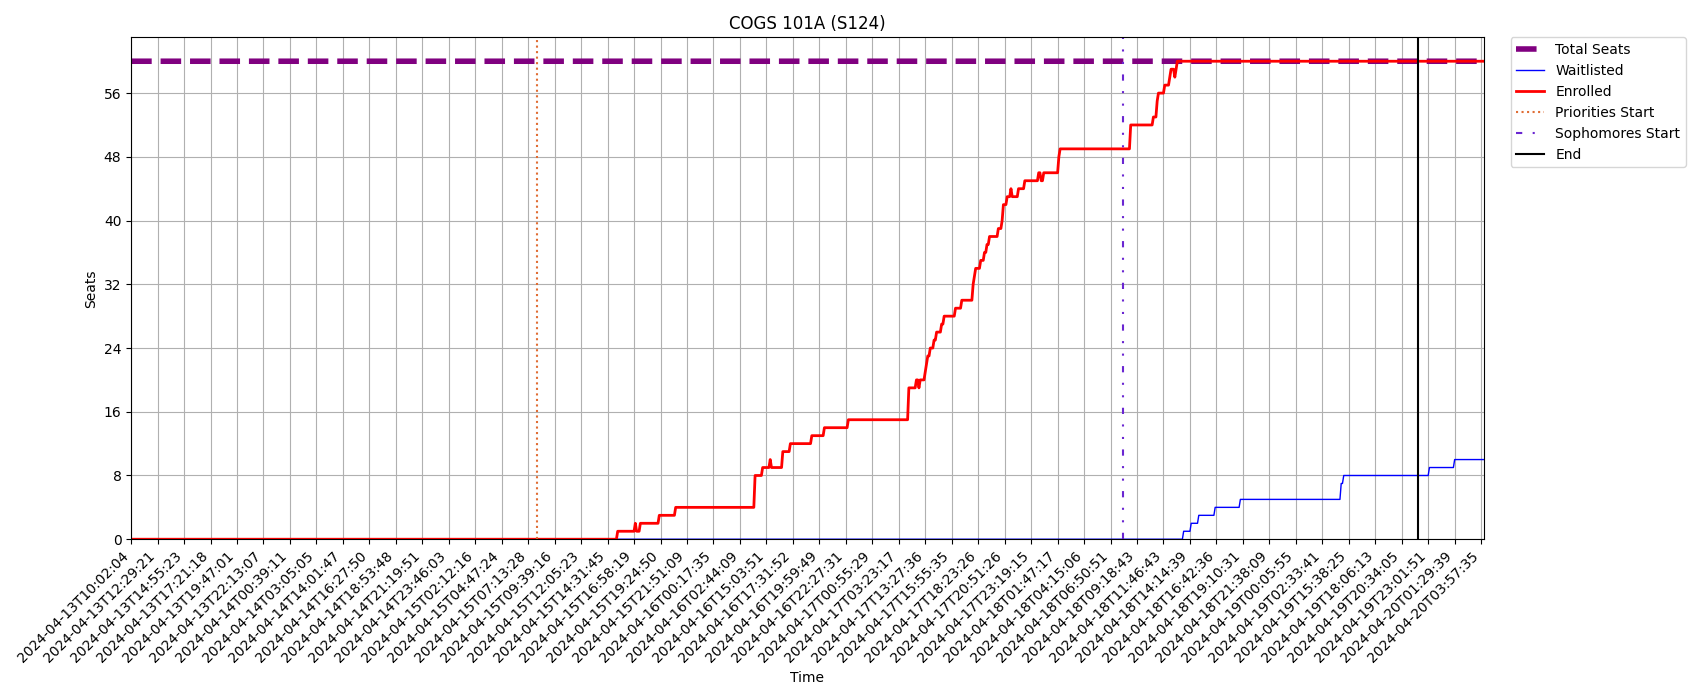 COGS 101A (S124)
Total Seats
Waitlisted
Enrolled
Priorities Start
Sophomores Start
End
Seats
56
48
40
32
24
16
8
0
2024-04-13T10:02:04
2024-04-13T12:29:21
2024-04-13T14:55:23
2024-04-13T17:21:18
2024-04-13T19:47:01
2024-04-13T22:13:07
2024-04-14T00:39:11
2024-04-14T03:05:05
2024-04-14T14:01:47
2024-04-14T16:27:50
2024-04-14T18:53:48
2024-04-14T21:19:51
2024-04-14T23:46:03
2024-04-15T02:12:16
2024-04-15T04:47:24
2024-04-15T07:13:28
2024-04-15T09:39:16
2024-04-15T12:05:23
2024-04-15T14:31:45
2024-04-15T16:58:19
2024-04-15T19:24:50
2024-04-15T21:51:09
2024-04-16T00:17:35
2024-04-16T02:44:09
2024-04-16T15:03:51
2024-04-16T17:31:52
2024-04-16T19:59:49
2024-04-16T22:27:31
2024-04-17T00:55:29
2024-04-17T03:23:17
2024-04-17T13:27:36
2024-04-17T15:55:35
2024-04-17T18:23:26
2024-04-17T20:51:26
2024-04-17T23:19:15
2024-04-18T01:47:17
2024-04-18T04:15:06
2024-04-18T06:50:51
2024-04-18T09:18:43
2024-04-18T11:46:43
2024-04-18T14:14:39
2024-04-18T16:42:36
2024-04-18T19:10:31
2024-04-18T21:38:09
2024-04-19T00:05:55
2024-04-19T02:33:41
2024-04-19T15:38:25
2024-04-19T18:06:13
2024-04-19T20:34:05
2024-04-19T23:01:51
2024-04-20T01:29:39
2024-04-20T03:57:35
Time